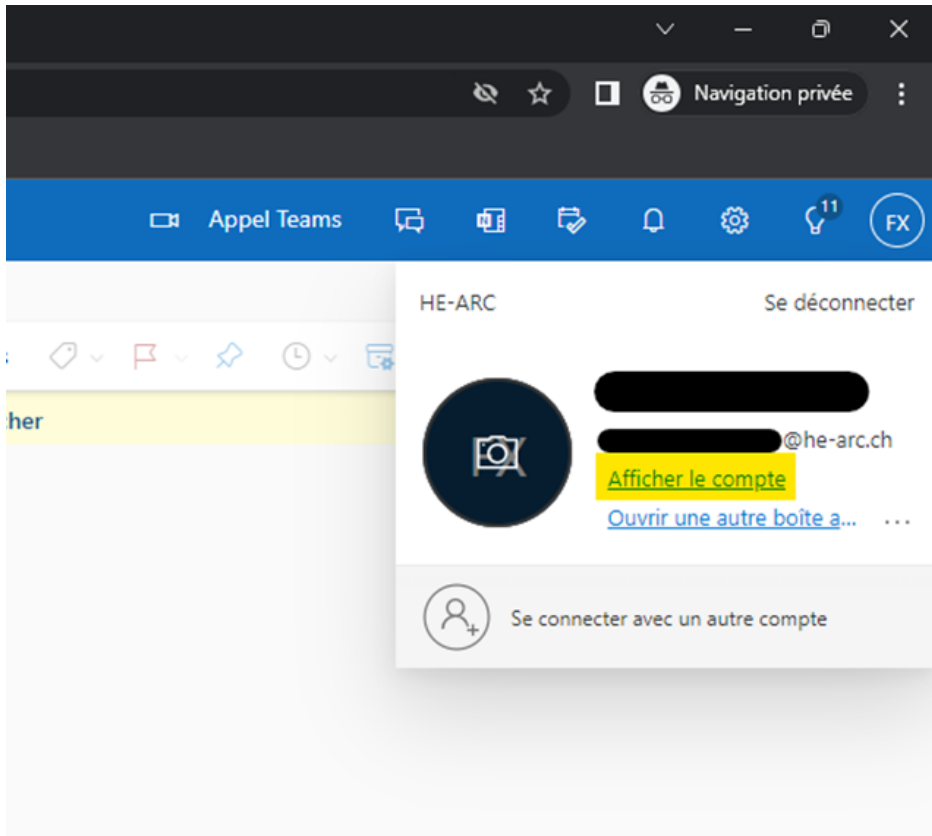 Navigation privée
Appel Teams
11
FX
HE-ARC
Se déconnecter
cher
FX
@he-arc.ch
Afficher le compte
Ouvrir une autre boîte a...
Se connecter avec un autre compte